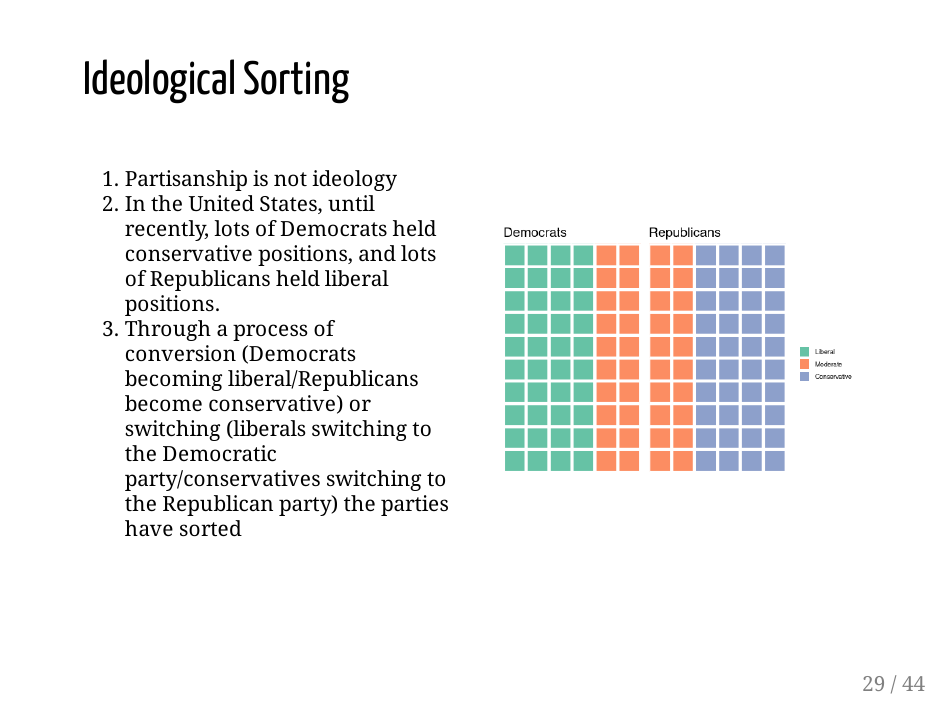 Ideological Sorting
1. Partisanship is not ideology
2. In the United States, until
recently, lots of Democrats held
conservative positions, and lots
of Republicans held liberal
positions.
3. Through a process of
conversion (Democrats
becoming liberal/Republicans
become conservative) or
switching (liberals switching to
the Democratic
party/conservatives switching to
the Republican party) the parties
have sorted
Democrats
Republicans
Liberal
Moderate
Conservative
29 / 44